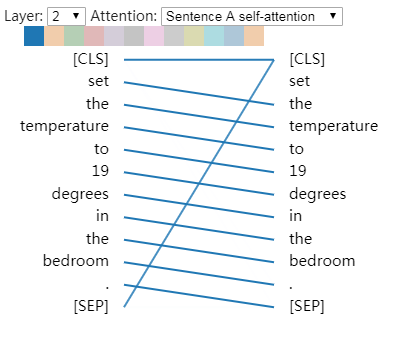 Layer: 2 Attention: Sentence A self-attention
[CLS] [CLS]
set set
the the
temperature temperature
to to
19 19
degrees degrees
in in
the the
bedroom bedroom
. .
[SEP] [SEP]